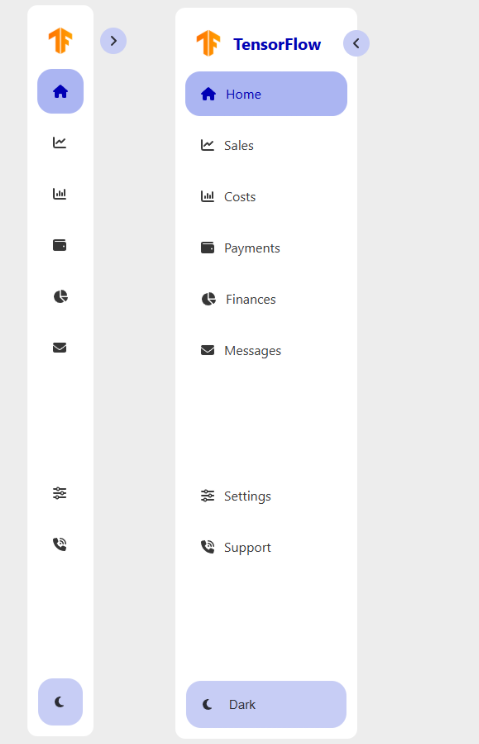 TensorFlow
Home
Sales
Costs
Payments
Finances
Messages
Settings
Support
Dark